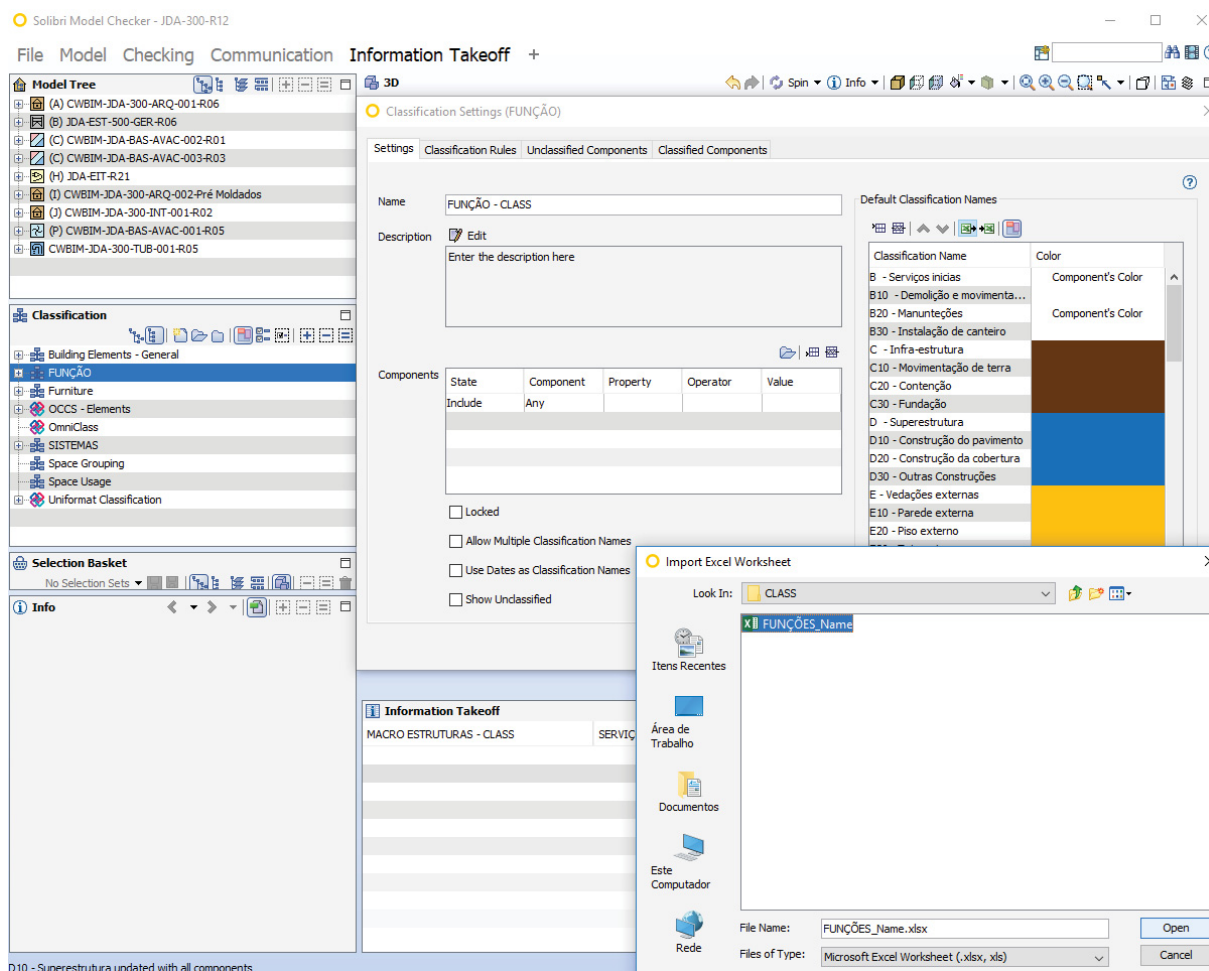 Solibri Model Checker - JDA-300-R12
File Model Checking Communication Information Takeoff +
Model Tree
(A) CWBIM-JDA-300-ARQ-001-R06
(B) JDA-EST-500-GER-R06
(C) CWBIM-JDA-BAS-AVAC-002-R01
(C) CWBIM-JDA-BAS-AVAC-003-R03
(H) JDA-EIT-R21
(I) CWBIM-JDA-300-ARQ-002-Pré Moldados
(J) CWBIM-JDA-300-INT-001-R02
(P) CWBIM-JDA-BAS-AVAC-001-R05
CWBIM-JDA-300-TUB-001-R05
Classification
Building Elements - General
FUNÇÃO
Furniture
OCCS - Elements
OmniClass
SISTEMAS
Space Grouping
Space Usage
Uniformat Classification
Selection Basket
No Selection Sets
Info
3D
Spin
Info
Classification Settings (FUNÇÃO)
Settings Classification Rules Unclassified Components Classified Components
Name
FUNÇÃO - CLASS
Description
Edit
Enter the description here
Components
State Component Property Operator Value
Include Any
Locked
Allow Multiple Classification Names
Use Dates as Classification Names
Show Unclassified
Default Classification Names
Classification Name Color
B - Serviços inicias Component's Color
B10 - Demolição e movimenta...
B20 - Manunteções Component's Color
B30 - Instalação de canteiro
C - Infra-estrutura
C10 - Movimentação de terra
C20 - Contenção
C30 - Fundação
D - Superestrutura
D10 - Construção do pavimento
D20 - Construção da cobertura
D30 - Outras Construções
E - Vedações externas
E10 - Parede externa
E20 - Piso externo
Information Takeoff
MACRO ESTRUTURAS - CLASS SERVIÇ
Import Excel Worksheet
Look In: CLASS
FUNÇÕES_Name
Itens Recentes
Área de
Trabalho
Documentos
Este
Computador
Rede
File Name: FUNÇÕES_Name.xlsx Open
Files of Type: Microsoft Excel Worksheet (.xlsx, xls) Cancel
D10 - Superestrutura updated with all components